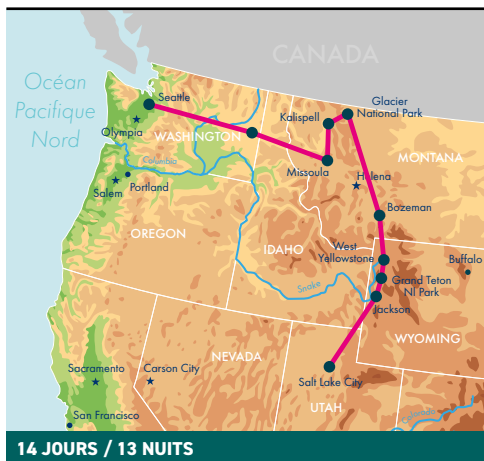 CANADA
Océan
Pacifique
Nord
Seattle
Olympia
WASHINGTON
Columbia
Kalispell
Glacier
National Park
MONTANA
Missoula
Helena
Salem
Portland
Bozeman
OREGON
IDAHO
West
Yellowstone
Buffalo
Grand Teton
Nl Park
Snake
Jackson
WYOMING
NEVADA
Sacramento
Carson City
Salt Lake City
UTAH
San Francisco
Colorado
14 JOURS / 13 NUITS